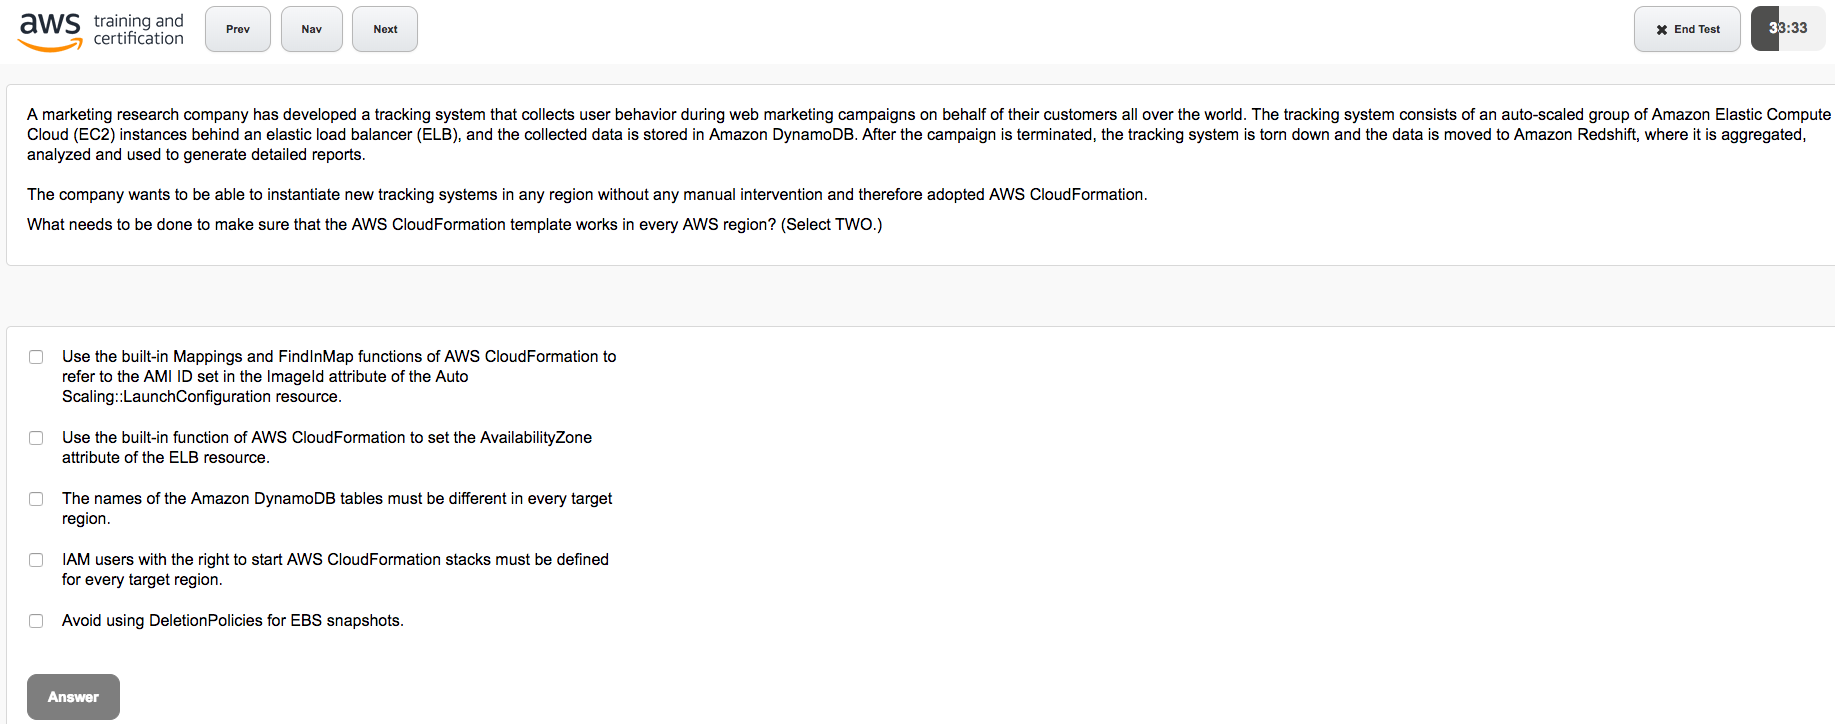 aws training and certification
Prev
Nav
Next
✖ End Test
33:33
A marketing research company has developed a tracking system that collects user behavior during web marketing campaigns on behalf of their customers all over the world. The tracking system consists of an auto-scaled group of Amazon Elastic Compute
Cloud (EC2) instances behind an elastic load balancer (ELB), and the collected data is stored in Amazon DynamoDB. After the campaign is terminated, the tracking system is torn down and the data is moved to Amazon Redshift, where it is aggregated,
analyzed and used to generate detailed reports.
The company wants to be able to instantiate new tracking systems in any region without any manual intervention and therefore adopted AWS CloudFormation.
What needs to be done to make sure that the AWS CloudFormation template works in every AWS region? (Select TWO.)
Use the built-in Mappings and FindInMap functions of AWS CloudFormation to
refer to the AMI ID set in the ImageId attribute of the Auto
Scaling::LaunchConfiguration resource.
Use the built-in function of AWS CloudFormation to set the AvailabilityZone
attribute of the ELB resource.
The names of the Amazon DynamoDB tables must be different in every target
region.
IAM users with the right to start AWS CloudFormation stacks must be defined
for every target region.
Avoid using DeletionPolicies for EBS snapshots.
Answer